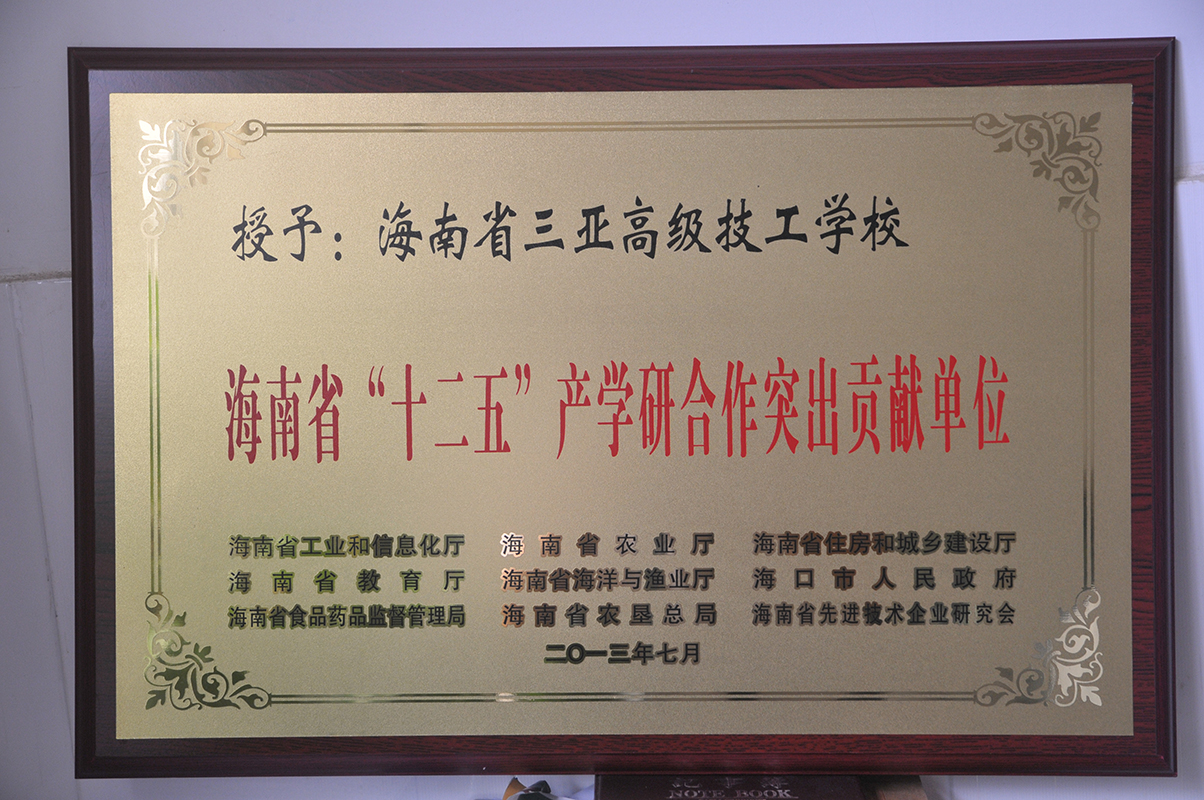 授予：海南省三亚高级技工学校
海南省“十二五”产学研合作突出贡献单位
海南省工业和信息化厅 海南省农业厅 海南省住房和城乡建设厅
海南省教育厅 海南省海洋与渔业厅 海口市人民政府
海南省食品药品监督管理局 海南省农垦总局 海南省先进技术企业研究会
二〇一三年七月
NOTE BOOK